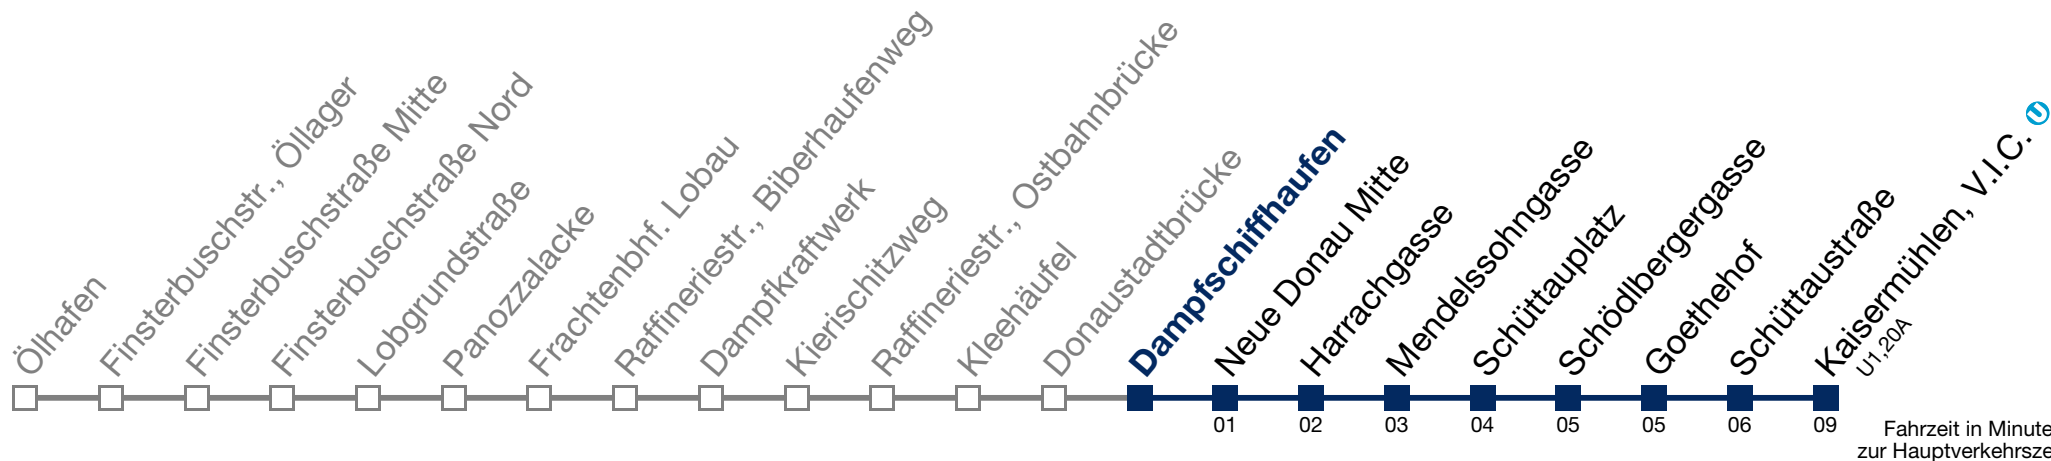 Ölhafen
Finsterbuschstr., Öllager
Finsterbuschstraße Mitte
Finsterbuschstraße Nord
Lobgrundstraße
Panozzalacke
Frachtenbhf. Lobau
Raffineriestr., Biberhaufenweg
Dampfkraftwerk
Kierischitzweg
Raffineriestr., Ostbahnbrücke
Kleehäufel
Donaustadtbrücke
Dampfschiffhaufen
Neue Donau Mitte
Harrachgasse
Mendelssohngasse
Schüttauplatz
Schödlbergergasse
Goethehof
Schüttaustraße
Kaisermühlen, V.I.C. U
U1,20A
01 02 03 04 05 05 06 09
Fahrzeit in Minute
zur Hauptverkehrsze